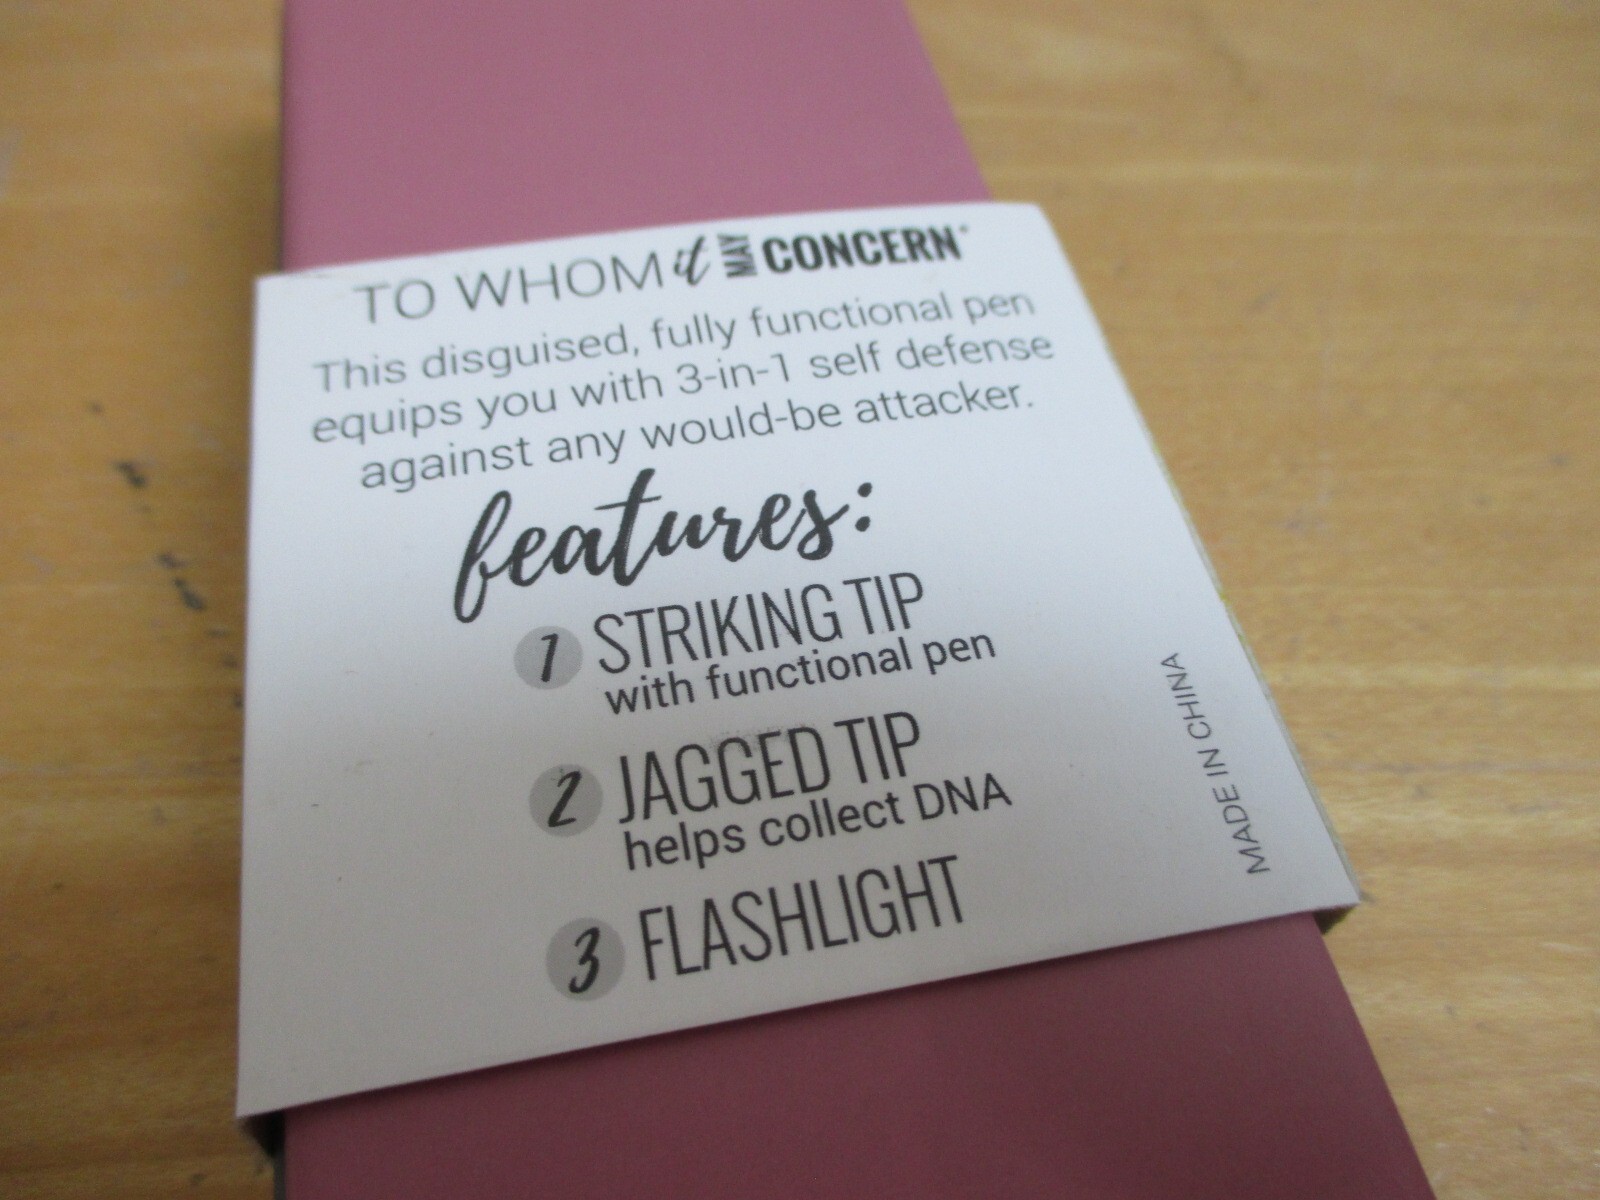 TO WHOM it MAY CONCERN®
This disguised, fully functional pen
equips you with 3-in-1 self defense
against any would-be attacker.
features:
1 STRIKING TIP
with functional pen
2 JAGGED TIP
helps collect DNA
3 FLASHLIGHT
MADE IN CHINA